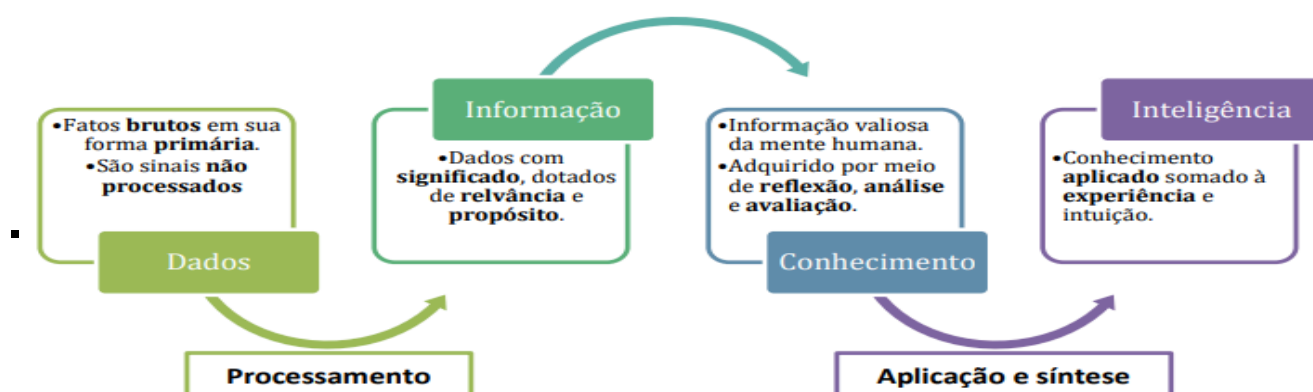 •Fatos brutos em sua
forma primária.
•São sinais não
processados
Dados
Informação
•Dados com
significado, dotados
de relvância e
propósito.
•Informação valiosa
da mente humana.
•Adquirido por meio
de reflexão, análise
e avaliação.
Conhecimento
Inteligência
•Conhecimento
aplicado somado à
experiência e
intuição.
Processamento
Aplicação e síntese